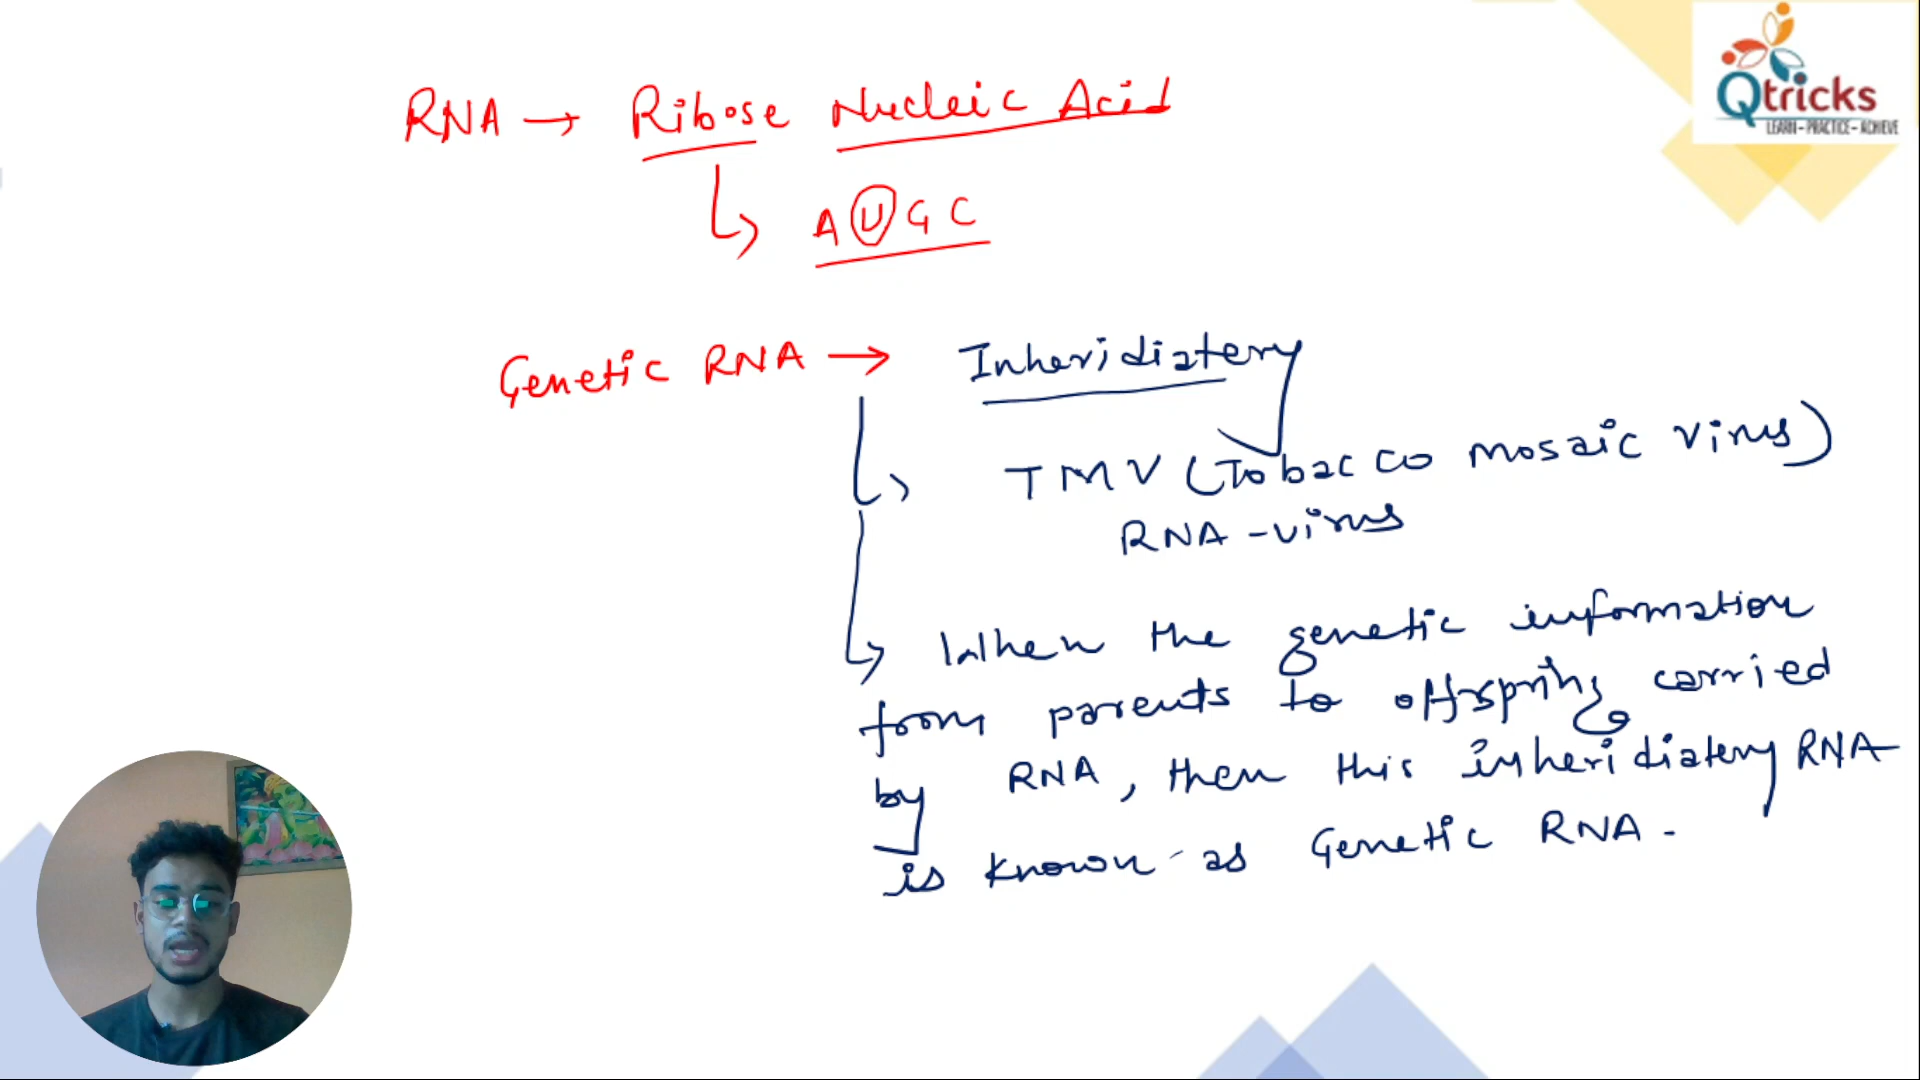 RNA → Ribose Nucleic Acid
A U G C
Genetic RNA → Inheridiatery
TMV (Tobacco mosaic virus)
RNA - virus
When the genetic information
from parents to offspring carried
by RNA, then this inheridiatery RNA
is known as Genetic RNA.
Qtricks
LEARN - PRACTICE - ACHIEVE